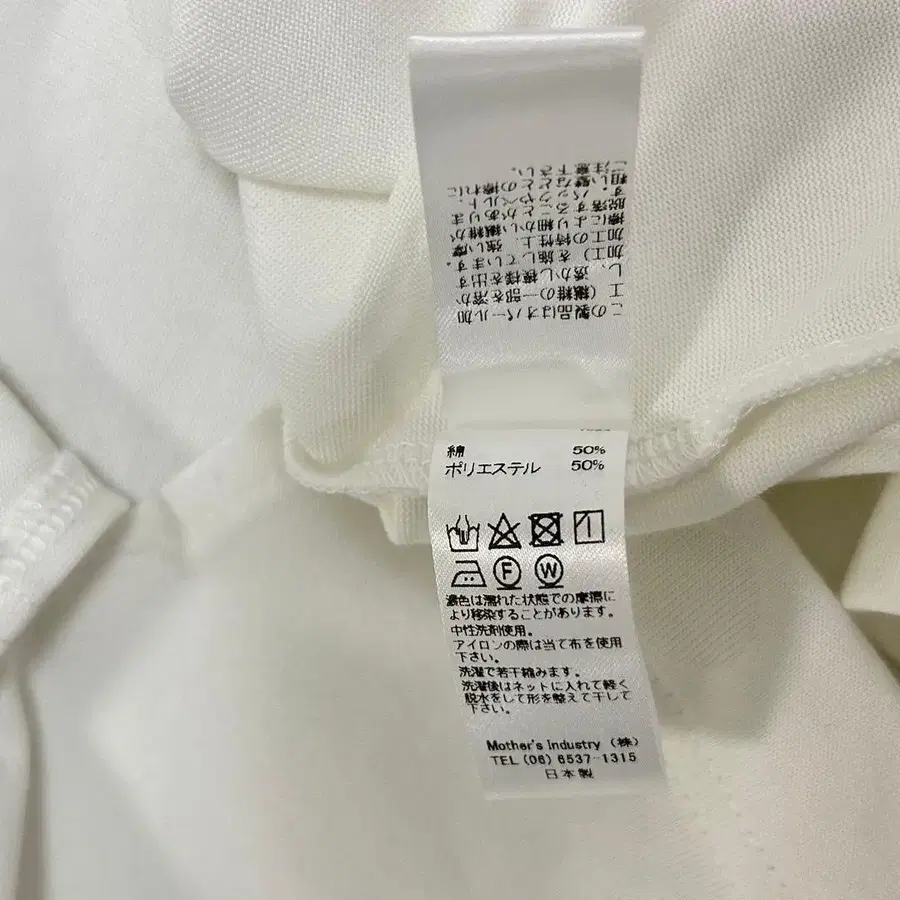 この製品はオパール加
工（繊維の一部を溶か
し、透かし模様を出す
加工）を施しています。
加工の特性上、強い摩
擦により細かい繊維が
脱落することがありま
す。バックやベルト、
粗い壁などとの擦れに
ご注意下さい。
綿 50%
ポリエステル 50%
F W
濃色は濡れた状態での摩擦に
より移染することがあります。
中性洗剤使用。
アイロンの際は当て布を使用
下さい。
洗濯で若干縮みます。
洗濯後はネットに入れて軽く
脱水をして形を整えて干して
下さい。
Mother's Industry （株）
TEL (06) 6537-1315
日本製